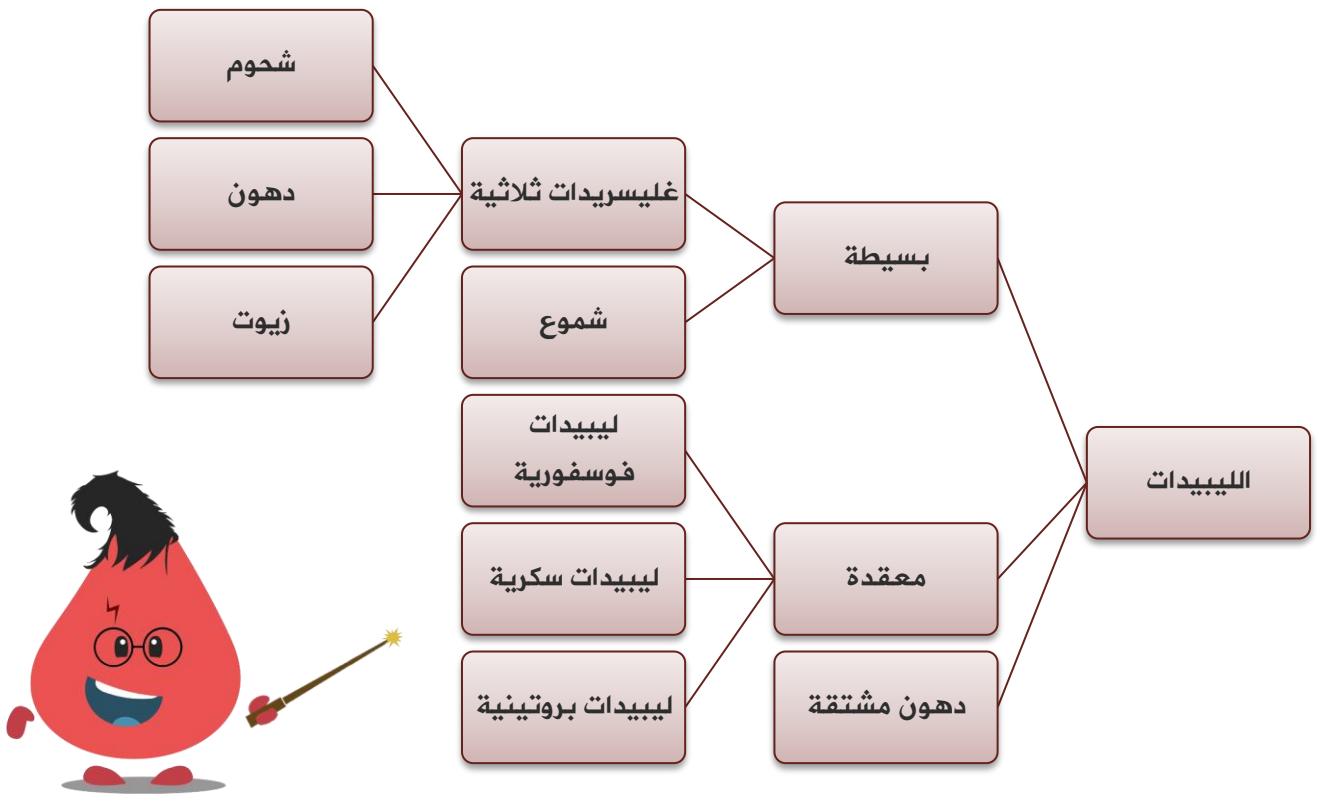 الليبيدات
بسيطة
غليسريدات ثلاثية
شحوم
دهون
زيوت
شموع
معقدة
ليبيدات
فوسفورية
ليبيدات سكرية
ليبيدات بروتينية
دهون مشتقة